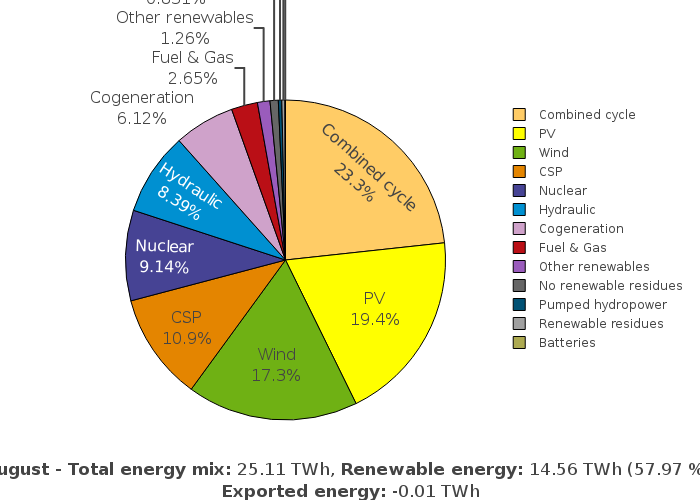 Other renewables
1.26%
Fuel & Gas
2.65%
Cogeneration
6.12%
Combined cycle
23.3%
Hydraulic
8.39%
Nuclear
9.14%
PV
19.4%
CSP
10.9%
Wind
17.3%
Combined cycle
PV
Wind
CSP
Nuclear
Hydraulic
Cogeneration
Fuel & Gas
Other renewables
No renewable residues
Pumped hydropower
Renewable residues
Batteries
ugust - Total energy mix: 25.11 TWh, Renewable energy: 14.56 TWh (57.97 %
Exported energy: -0.01 TWh